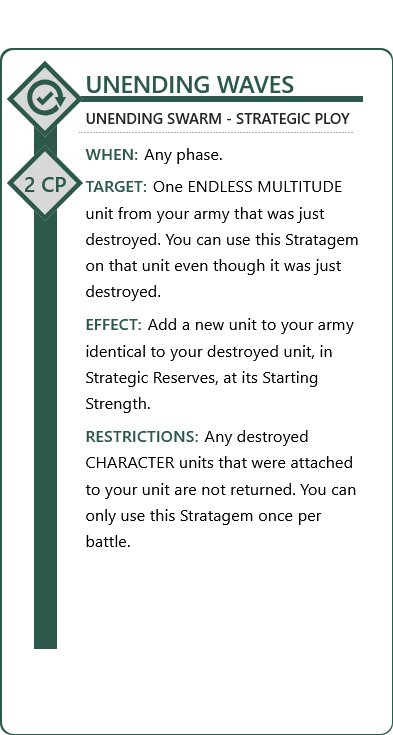 UNENDING WAVES
UNENDING SWARM - STRATEGIC PLOY
WHEN: Any phase.
2 CP
TARGET: One ENDLESS MULTITUDE
unit from your army that was just
destroyed. You can use this Stratagem
on that unit even though it was just
destroyed.
EFFECT: Add a new unit to your army
identical to your destroyed unit, in
Strategic Reserves, at its Starting
Strength.
RESTRICTIONS: Any destroyed
CHARACTER units that were attached
to your unit are not returned. You can
only use this Stratagem once per
battle.